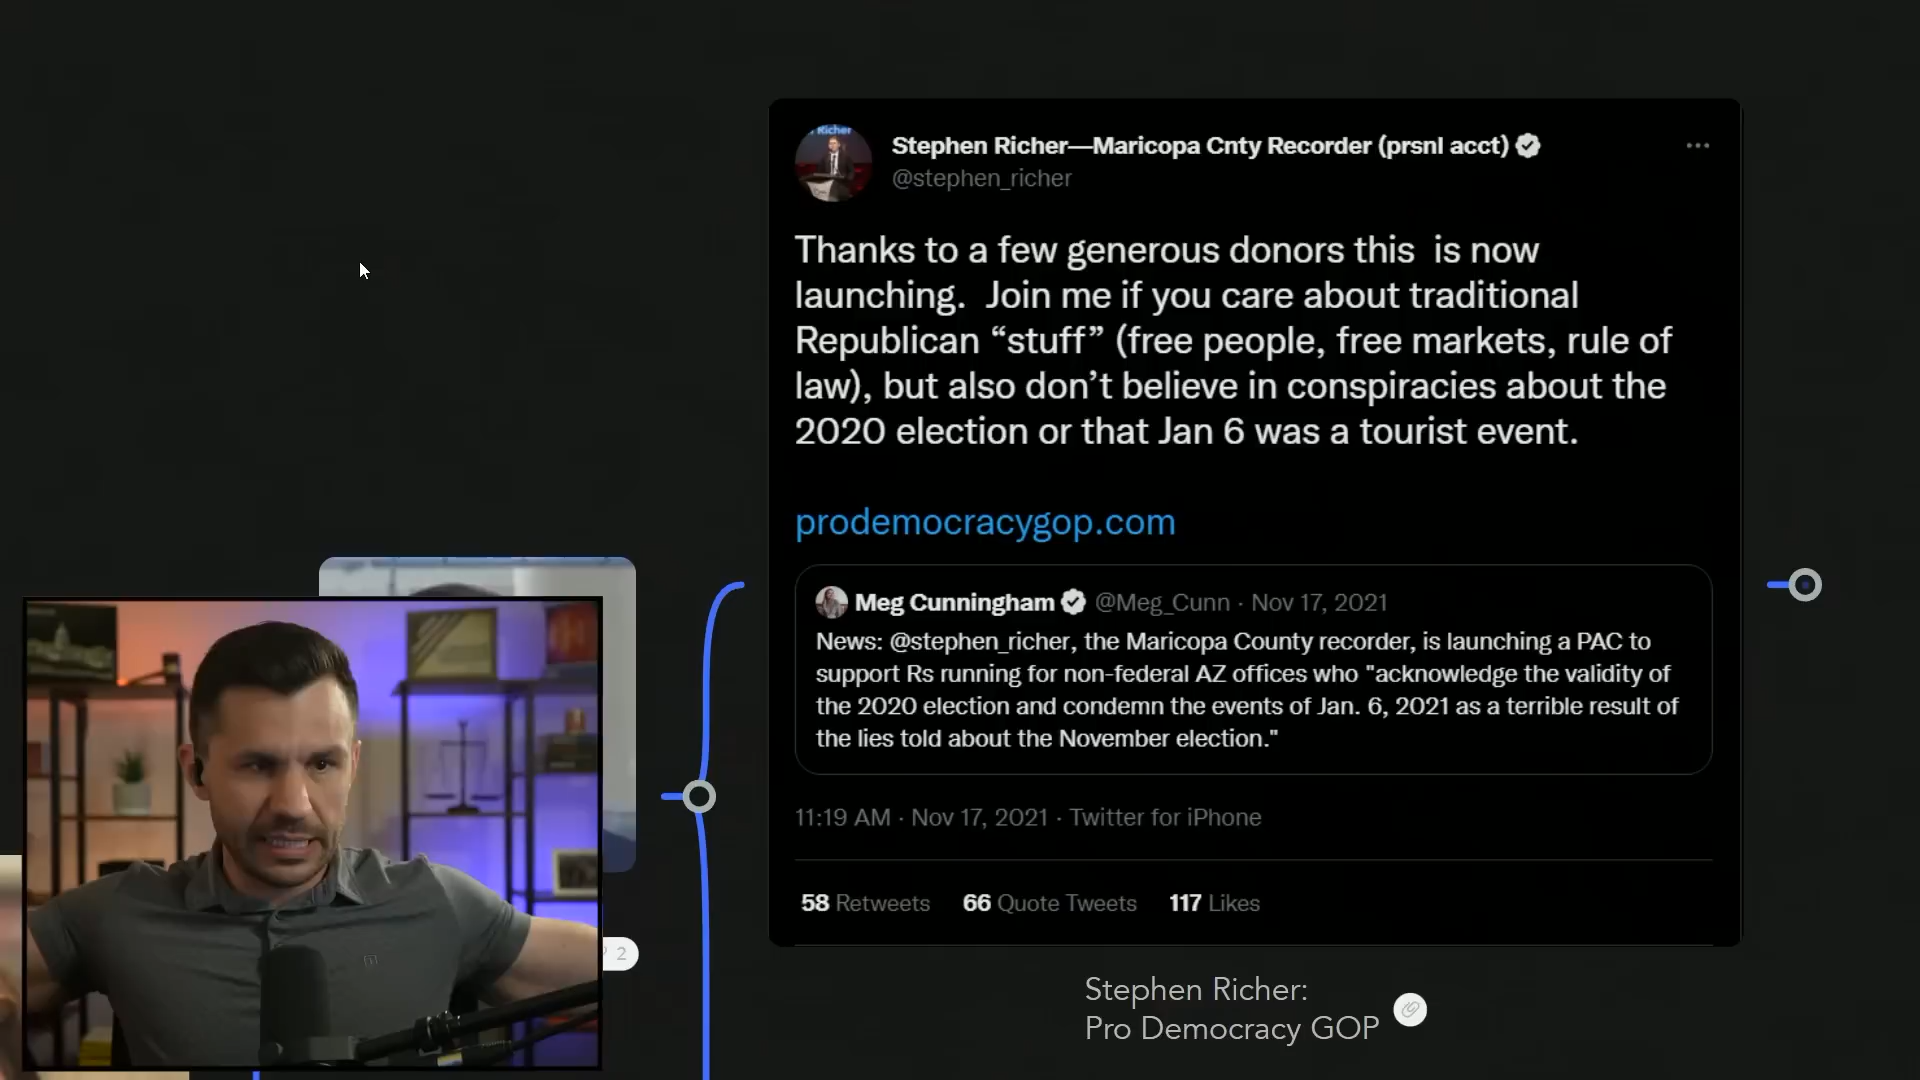 Richer
Stephen Richer—Maricopa Cnty Recorder (prsnl acct)
@stephen_richer
Thanks to a few generous donors this  is now
launching.  Join me if you care about traditional
Republican “stuff” (free people, free markets, rule of
law), but also don’t believe in conspiracies about the
2020 election or that Jan 6 was a tourist event.
prodemocracygop.com
Meg Cunningham @Meg_Cunn · Nov 17, 2021
News: @stephen_richer, the Maricopa County recorder, is launching a PAC to
support Rs running for non-federal AZ offices who "acknowledge the validity of
the 2020 election and condemn the events of Jan. 6, 2021 as a terrible result of
the lies told about the November election."
11:19 AM · Nov 17, 2021 · Twitter for iPhone
58 Retweets 66 Quote Tweets 117 Likes
2
Stephen Richer:
Pro Democracy GOP